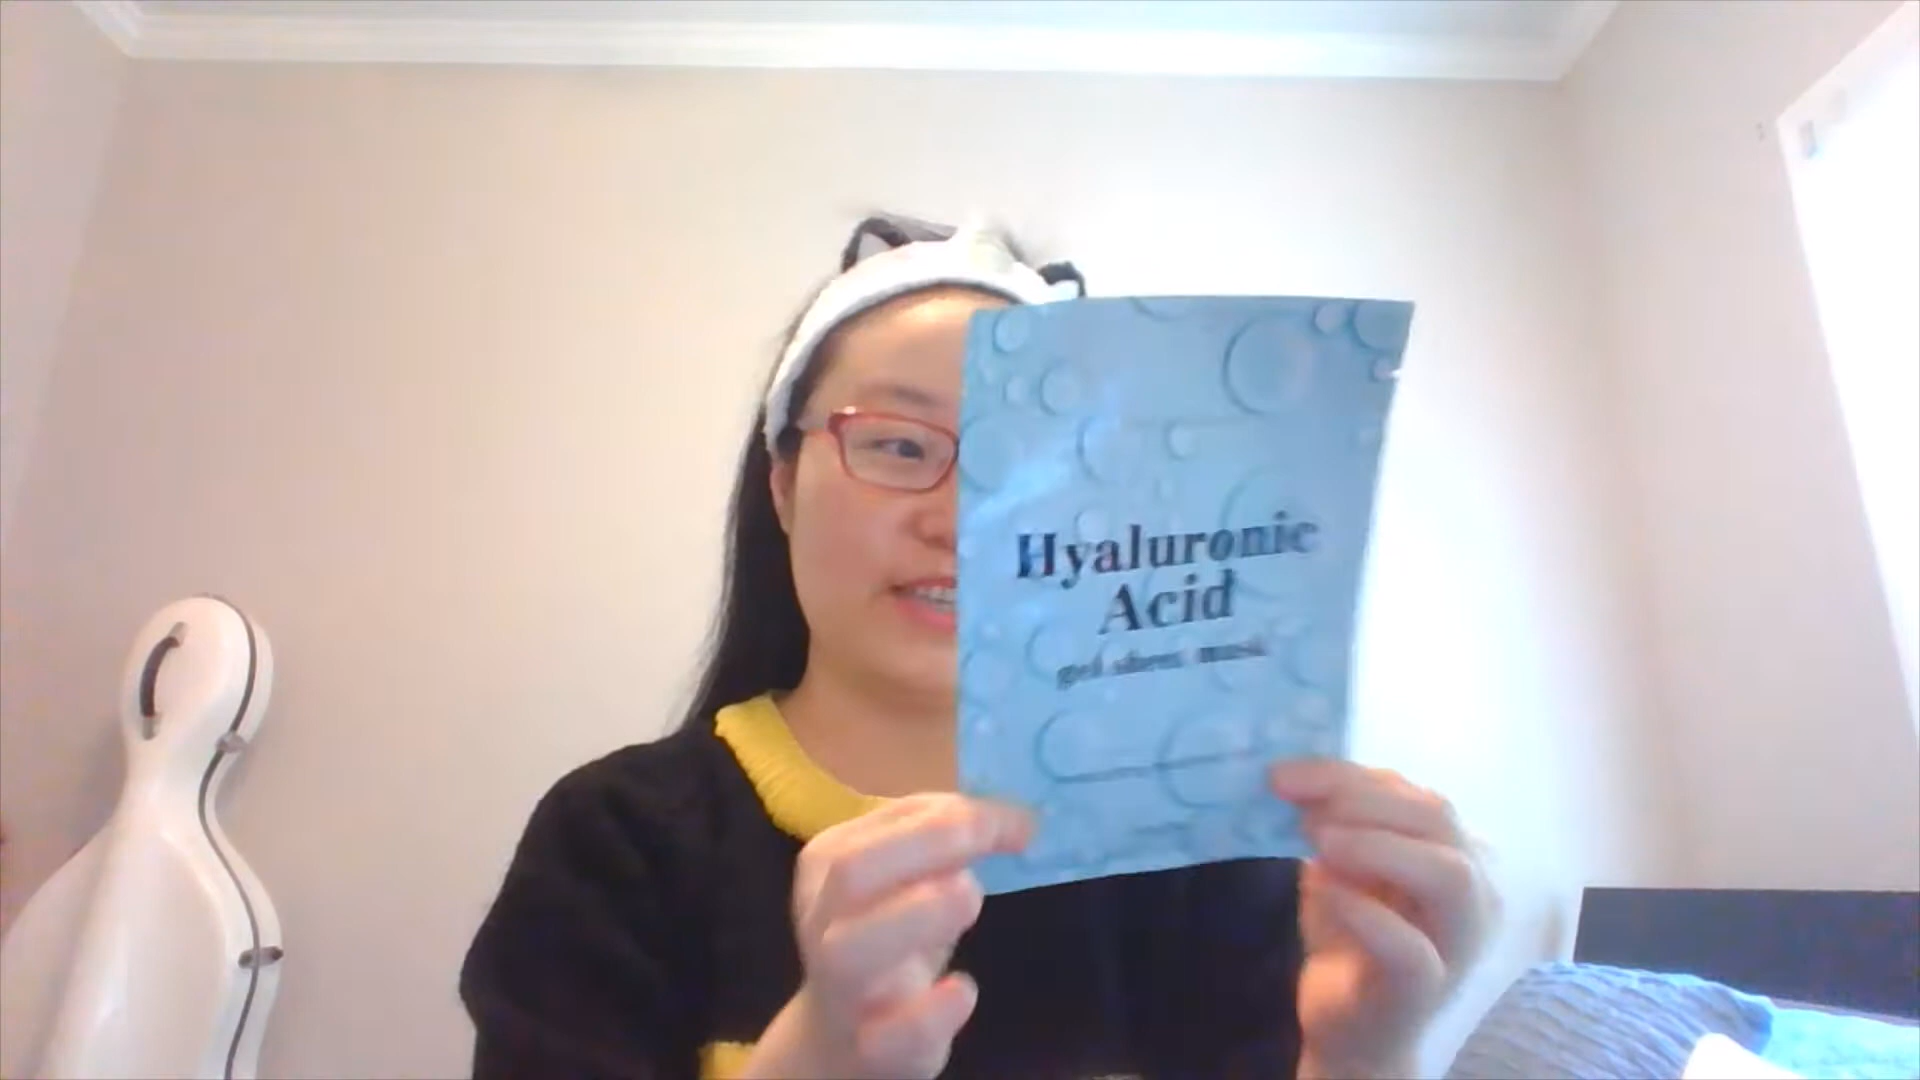 Hyaluronic
Acid
gel sheet mask